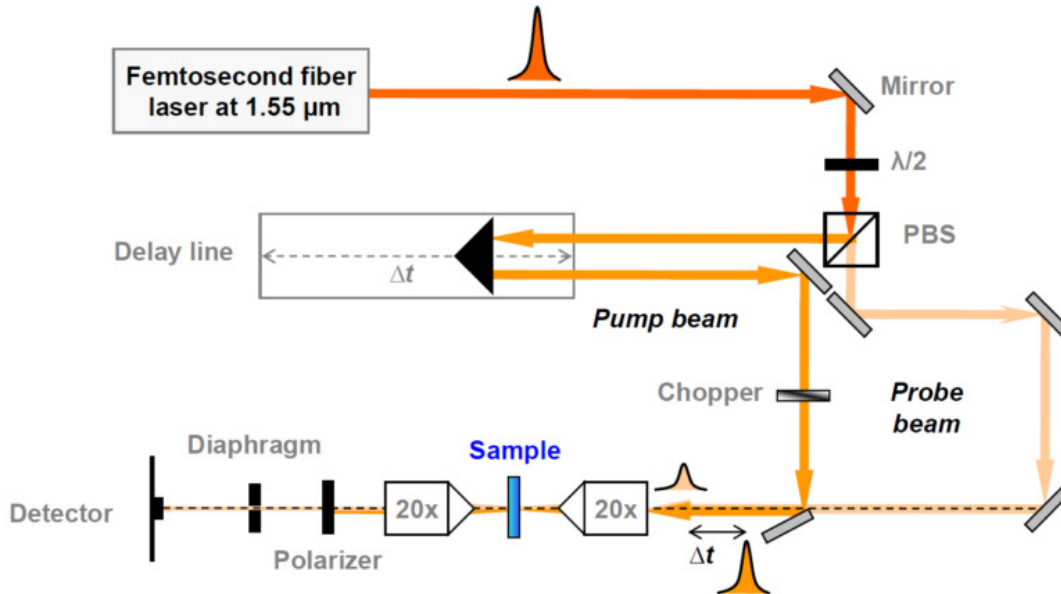 Femtosecond fiber
laser at 1.55 µm
Mirror
λ/2
PBS
Delay line
Δt
Pump beam
Chopper
Probe
beam
Diaphragm
Sample
Detector
20x
20x
Polarizer
Δt